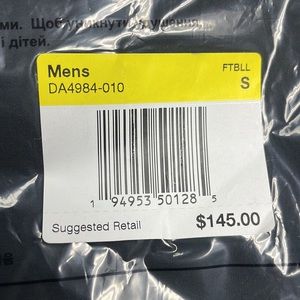 ми. Щоб уникнути
і дітей.
Mens
FTBLL
DA4984-010
S
1 94953 50128 5
Suggested Retail
$145.00